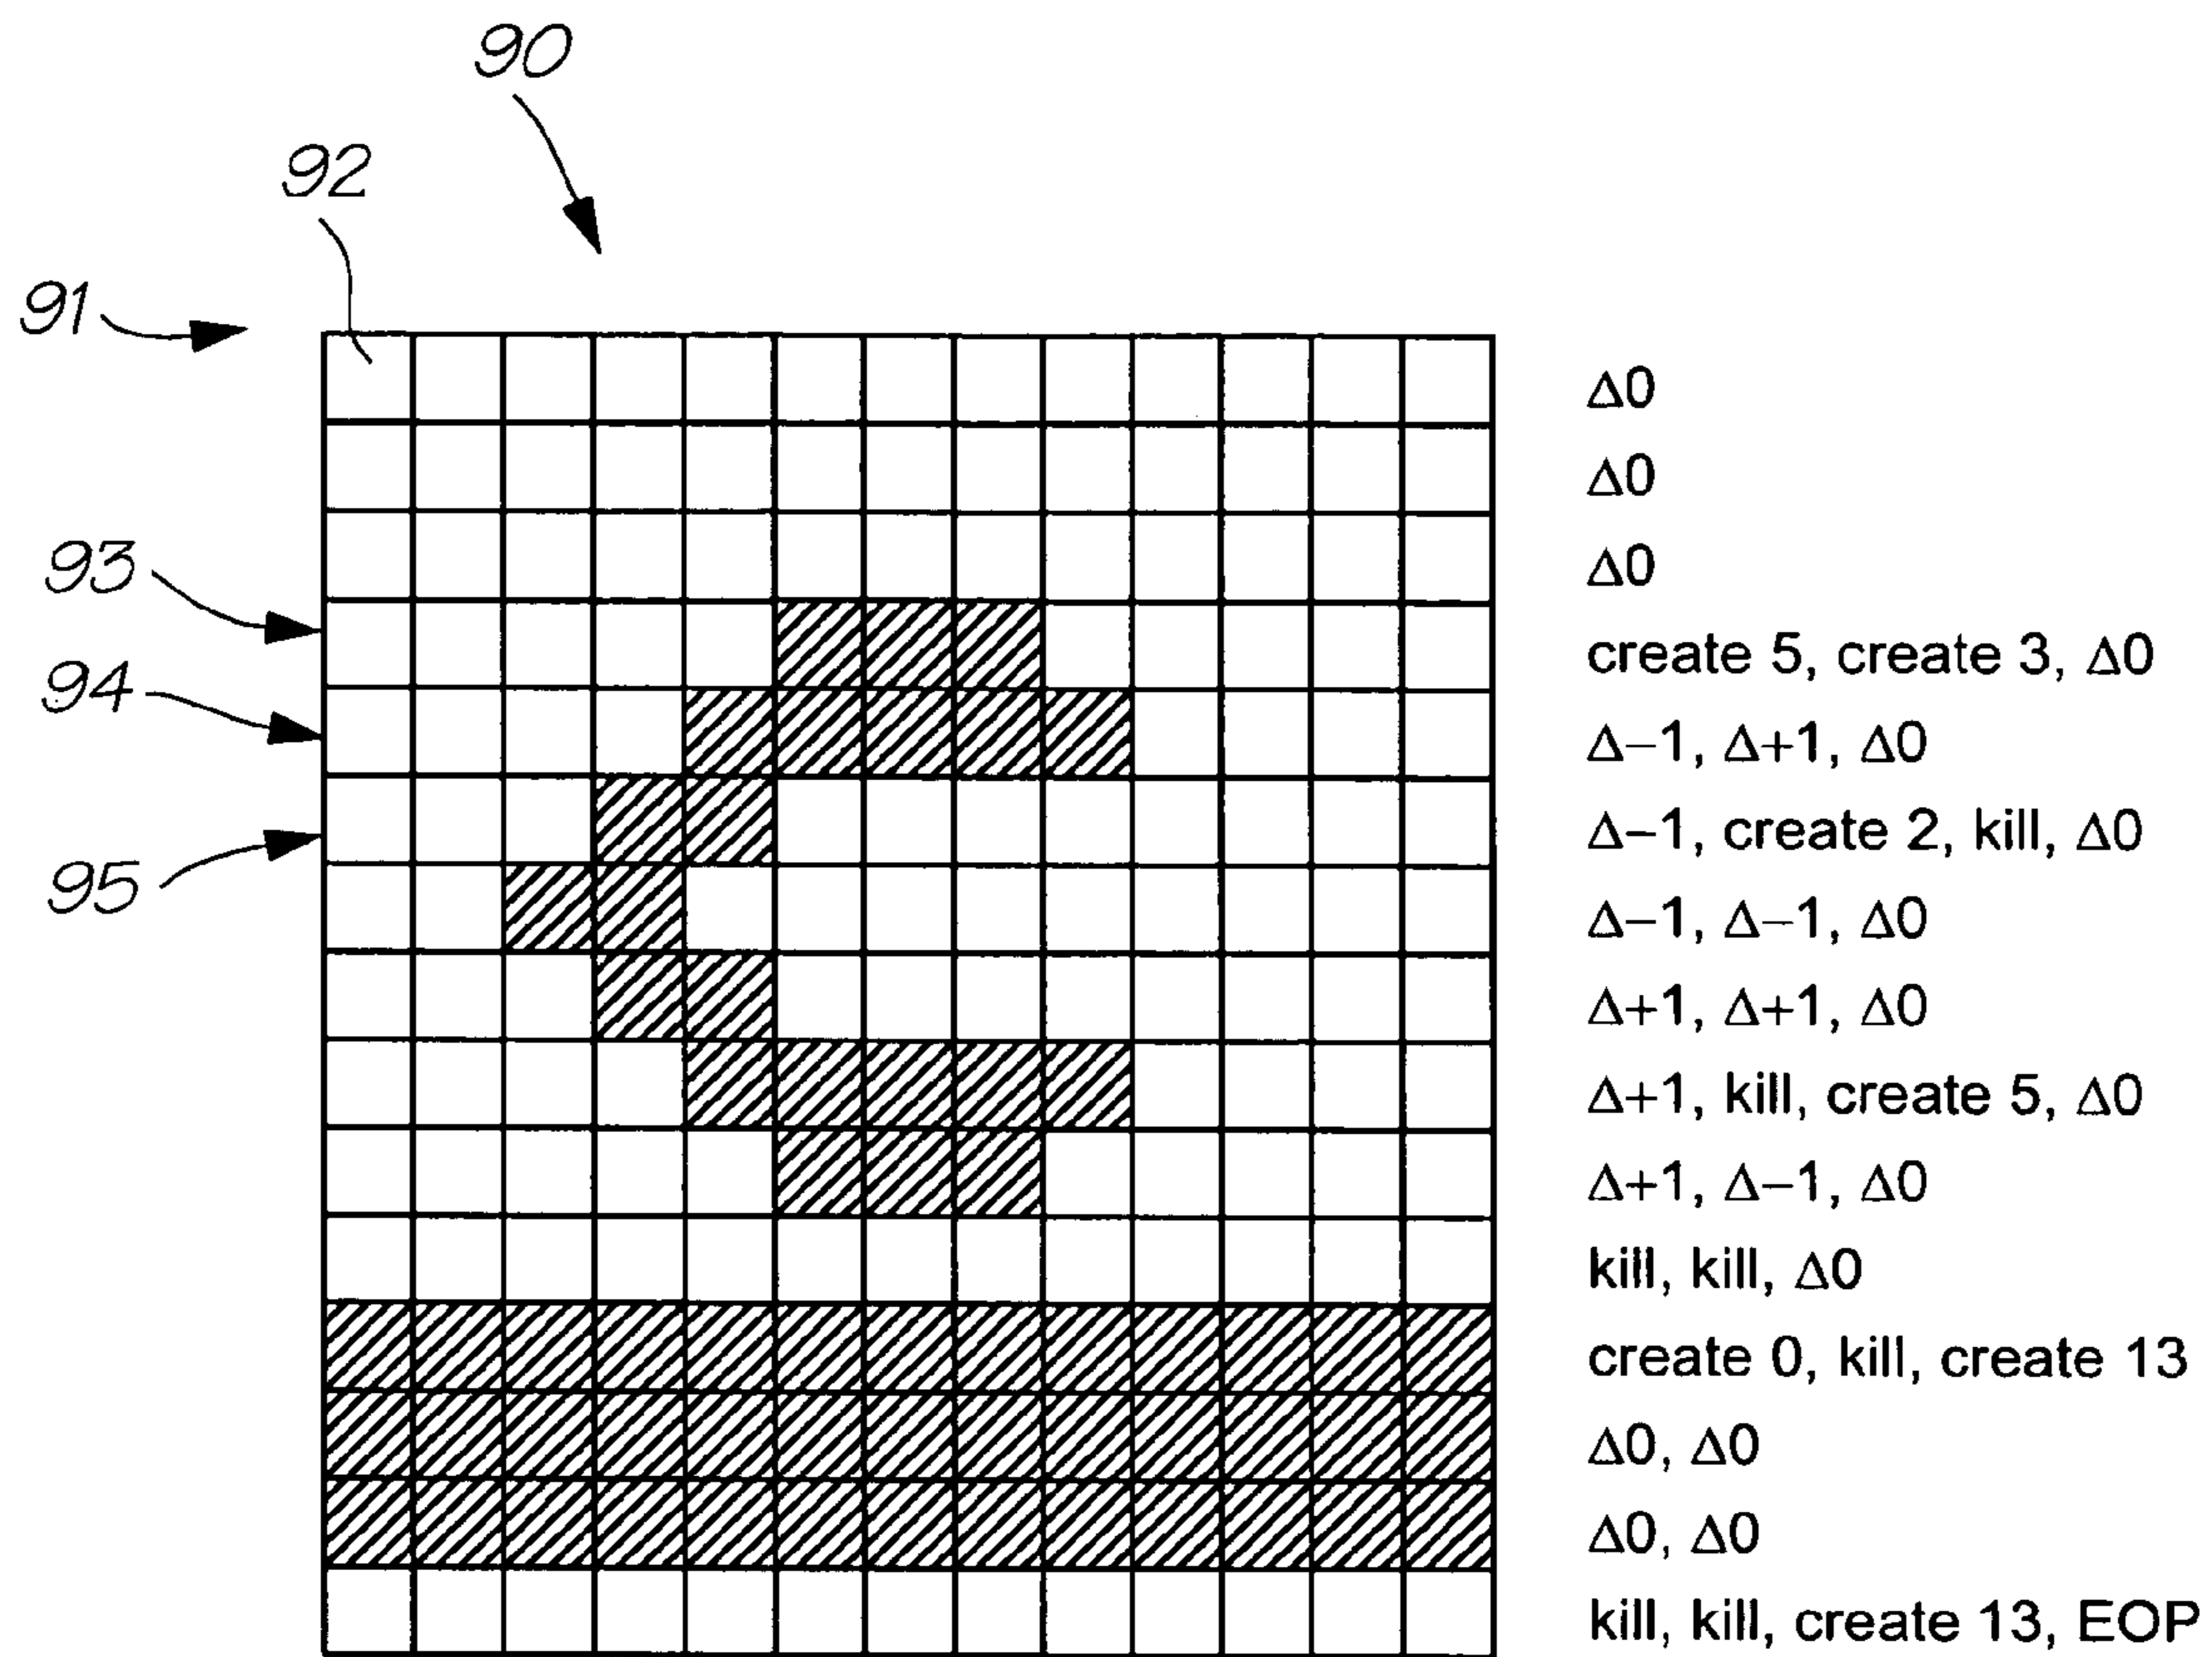 90
92
91
Δ0
Δ0
93
Δ0
create 5, create 3, Δ0
94
Δ−1, Δ+1, Δ0
Δ−1, create 2, kill, Δ0
95
Δ−1, Δ−1, Δ0
Δ+1, Δ+1, Δ0
Δ+1, kill, create 5, Δ0
Δ+1, Δ−1, Δ0
kill, kill, Δ0
create 0, kill, create 13
Δ0, Δ0
Δ0, Δ0
kill, kill, create 13, EOP